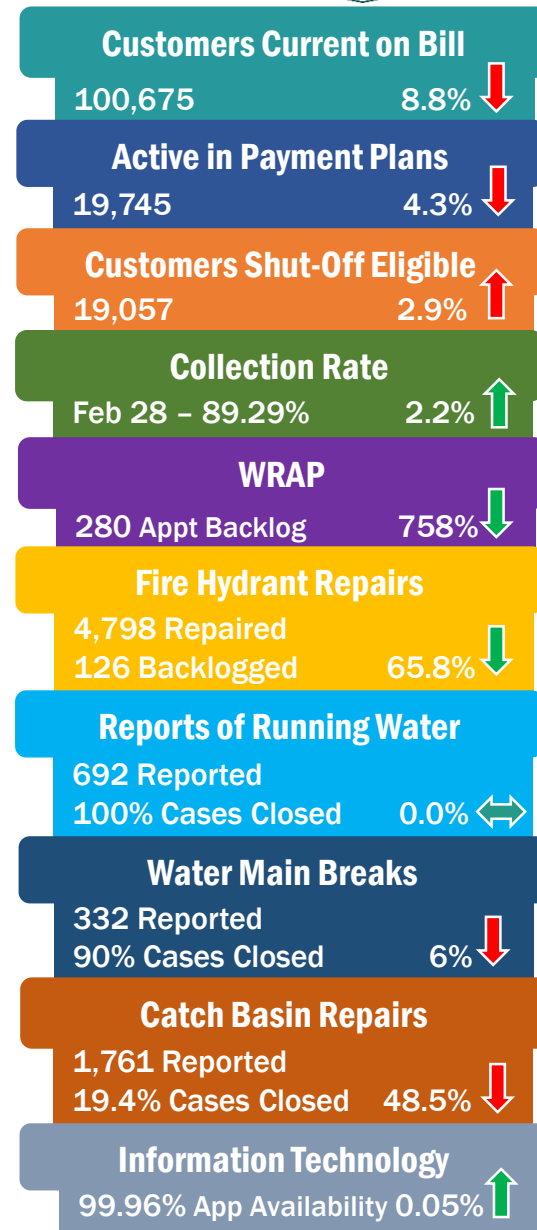 Customers Current on Bill
100,675 8.8%
Active in Payment Plans
19,745 4.3%
Customers Shut-Off Eligible
19,057 2.9%
Collection Rate
Feb 28 – 89.29% 2.2%
WRAP
280 Appt Backlog 758%
Fire Hydrant Repairs
4,798 Repaired
126 Backlogged 65.8%
Reports of Running Water
692 Reported
100% Cases Closed 0.0%
Water Main Breaks
332 Reported
90% Cases Closed 6%
Catch Basin Repairs
1,761 Reported
19.4% Cases Closed 48.5%
Information Technology
99.96% App Availability 0.05%